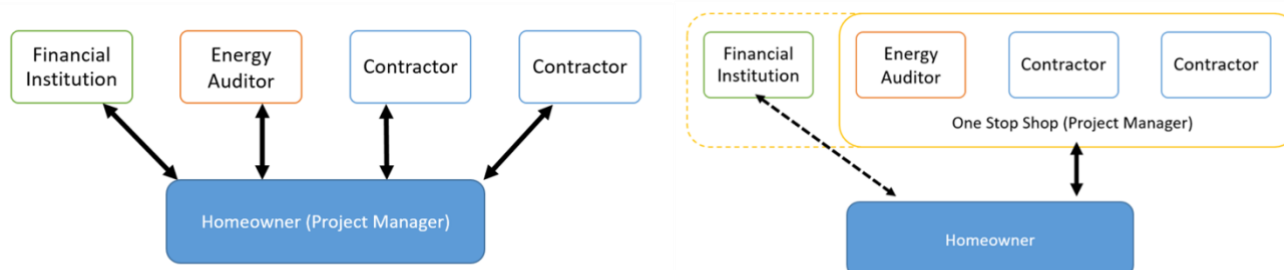 Financial
Institution
Energy
Auditor
Contractor
Contractor
Homeowner (Project Manager)
Financial
Institution
Energy
Auditor
Contractor
Contractor
One Stop Shop (Project Manager)
Homeowner